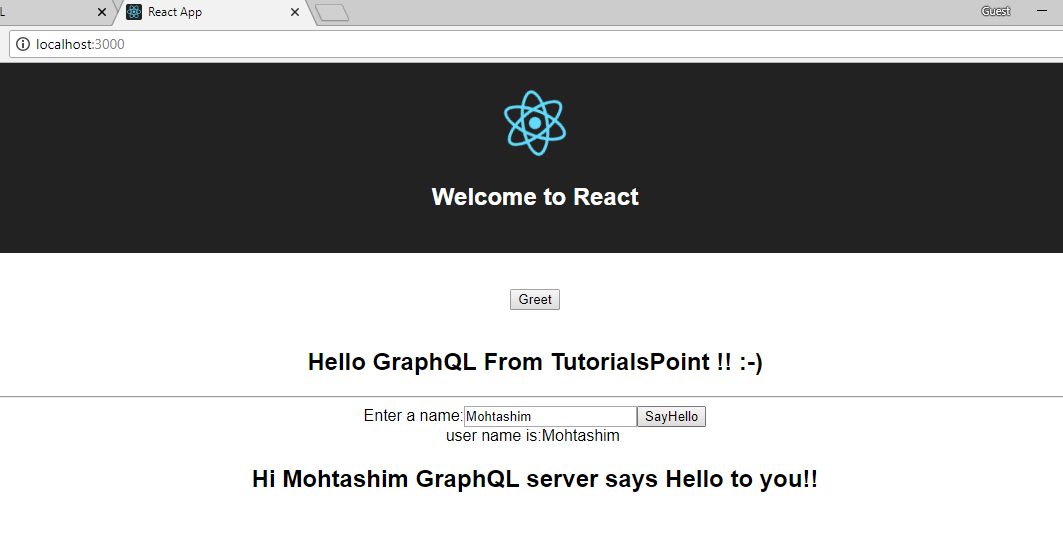 L
React App
Guest
localhost:3000
Welcome to React
Greet
Hello GraphQL From TutorialsPoint !! :-)
Enter a name:Mohtashim SayHello
user name is:Mohtashim
Hi Mohtashim GraphQL server says Hello to you!!